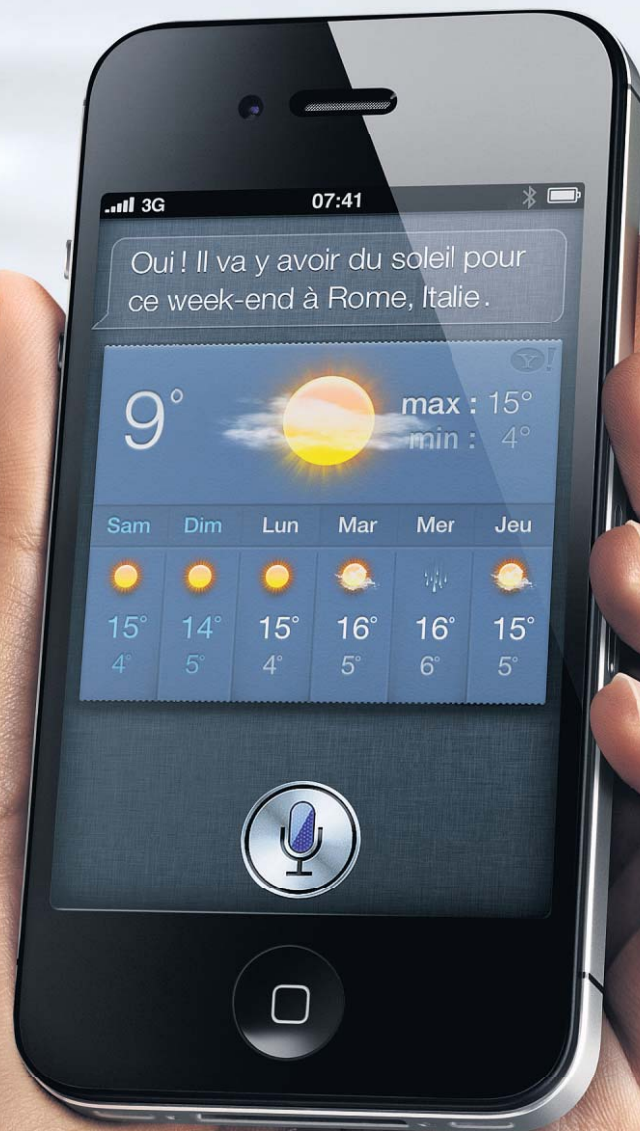 3G 07:41
Oui ! Il va y avoir du soleil pour
ce week-end à Rome, Italie.
Y!
9° max : 15°
min : 4°
Sam Dim Lun Mar Mer Jeu
15° 14° 15° 16° 16° 15°
4° 5° 4° 5° 6° 5°